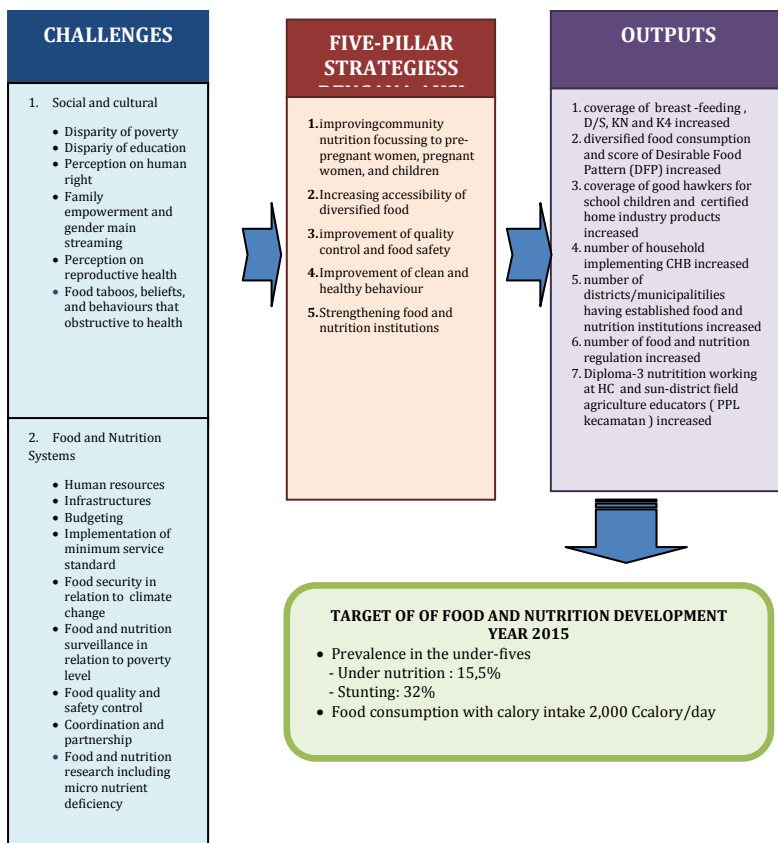 CHALLENGES
1. Social and cultural
• Disparity of poverty
• Dispariy of education
• Perception on human
right
• Family
empowerment and
gender main
streaming
• Perception on
reproductive health
• Food taboos, beliefs,
and behaviours that
obstructive to health
2. Food and Nutrition
Systems
• Human resources
• Infrastructures
• Budgeting
• Implementation of
minimum service
standard
• Food security in
relation to climate
change
• Food and nutrition
surveillance in
relation to poverty
level
• Food quality and
safety control
• Coordination and
partnership
• Food and nutrition
research including
micro nutrient
deficiency
FIVE-PILLAR
STRATEGIESS
1. improvingcommunity
nutrition focussing to pre-
pregnant women, pregnant
women, and children
2. Increasing accessibility of
diversified food
3. improvement of quality
control and food safety
4. Improvement of clean and
healthy behaviour
5. Strengthening food and
nutrition institutions
OUTPUTS
1. coverage of breast -feeding ,
D/S, KN and K4 increased
2. diversified food consumption
and score of Desirable Food
Pattern (DFP) increased
3. coverage of good hawkers for
school children and certified
home industry products
increased
4. number of household
implementing CHB increased
5. number of
districts/municipalitilies
having established food and
nutrition institutions increased
6. number of food and nutrition
regulation increased
7. Diploma-3 nutritition working
at HC and sun-district field
agriculture educators ( PPL
kecamatan ) increased
TARGET OF OF FOOD AND NUTRITION DEVELOPMENT
YEAR 2015
• Prevalence in the under-fives
- Under nutrition : 15,5%
- Stunting: 32%
• Food consumption with calory intake 2,000 Ccalory/day